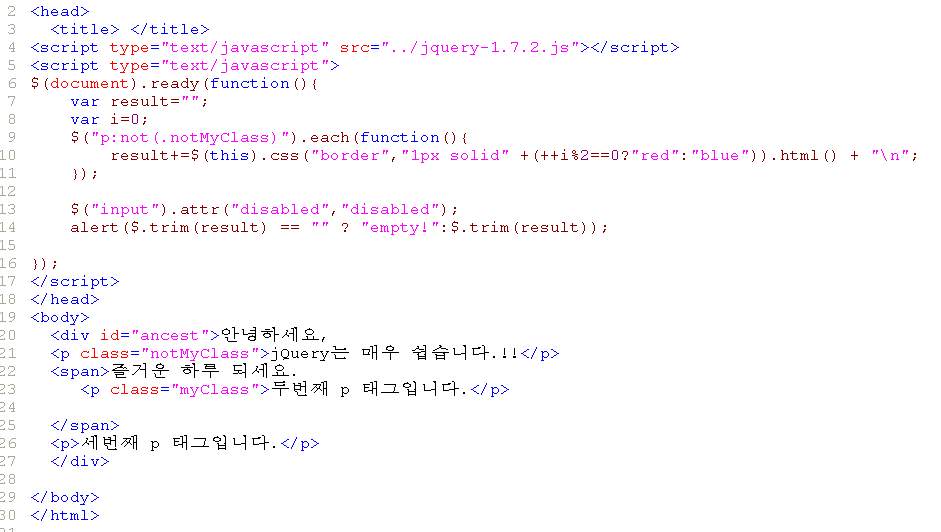 2 <head>
3   <title> </title>
4 <script type="text/javascript" src="../jquery-1.7.2.js"></script>
5 <script type="text/javascript">
6 $(document).ready(function(){
7     var result="";
8     var i=0;
9     $("p:not(.notMyClass)").each(function(){
10         result+=$(this).css("border","1px solid" +(++i%2==0?"red":"blue")).html() + "\n";
11     });
12
13     $("input").attr("disabled","disabled");
14     alert($.trim(result) == "" ? "empty!":$.trim(result));
15
16 });
17 </script>
18 </head>
19 <body>
20   <div id="ancest">안녕하세요,
21   <p class="notMyClass">jQuery는 매우 쉽습니다.!!</p>
22   <span>즐거운 하루 되세요.
23      <p class="myClass">두번째 p 태그입니다.</p>
24
25   </span>
26   <p>세번째 p 태그입니다.</p>
27   </div>
28
29 </body>
30 </html>